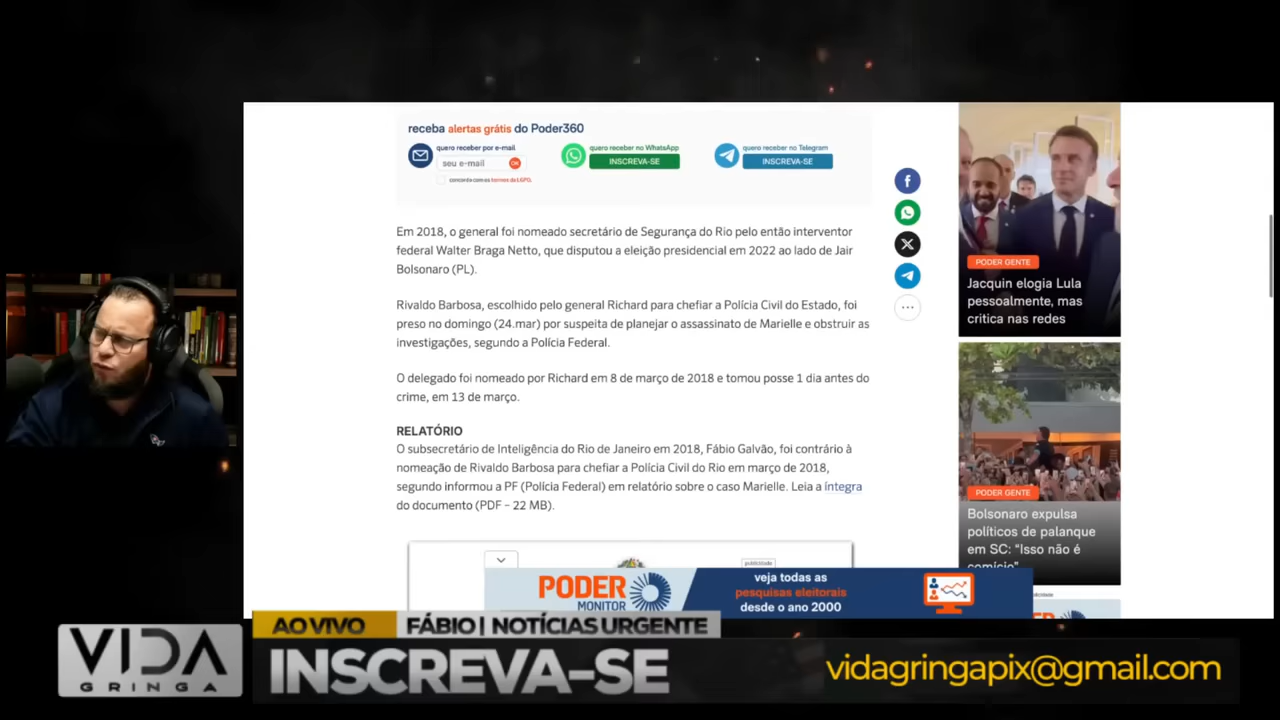 receba alertas grátis do Poder360
quero receber por e-mail
seu e-mail
OK
concordo com os termos da LGPD.
quero receber no WhatsApp
INSCREVA-SE
quero receber no Telegram
INSCREVA-SE
Em 2018, o general foi nomeado secretário de Segurança do Rio pelo então interventor
federal Walter Braga Netto, que disputou a eleição presidencial em 2022 ao lado de Jair
Bolsonaro (PL).
Rivaldo Barbosa, escolhido pelo general Richard para chefiar a Polícia Civil do Estado, foi
preso no domingo (24.mar) por suspeita de planejar o assassinato de Marielle e obstruir as
investigações, segundo a Polícia Federal.
O delegado foi nomeado por Richard em 8 de março de 2018 e tomou posse 1 dia antes do
crime, em 13 de março.
RELATÓRIO
O subsecretário de Inteligência do Rio de Janeiro em 2018, Fábio Galvão, foi contrário à
nomeação de Rivaldo Barbosa para chefiar a Polícia Civil do Rio em março de 2018,
segundo informou a PF (Polícia Federal) em relatório sobre o caso Marielle. Leia a íntegra
do documento (PDF – 22 MB).
PODER GENTE
Jacquin elogia Lula
pessoalmente, mas
critica nas redes
PODER GENTE
Bolsonaro expulsa
políticos de palanque
em SC: “Isso não é
comício”
publicidade
PODER
MONITOR
veja todas as
pesquisas eleitorais
desde o ano 2000
AO VIVO
FÁBIO | NOTÍCIAS URGENTE
VIDA
GRINGA
INSCREVA-SE
vidagringapix@gmail.com